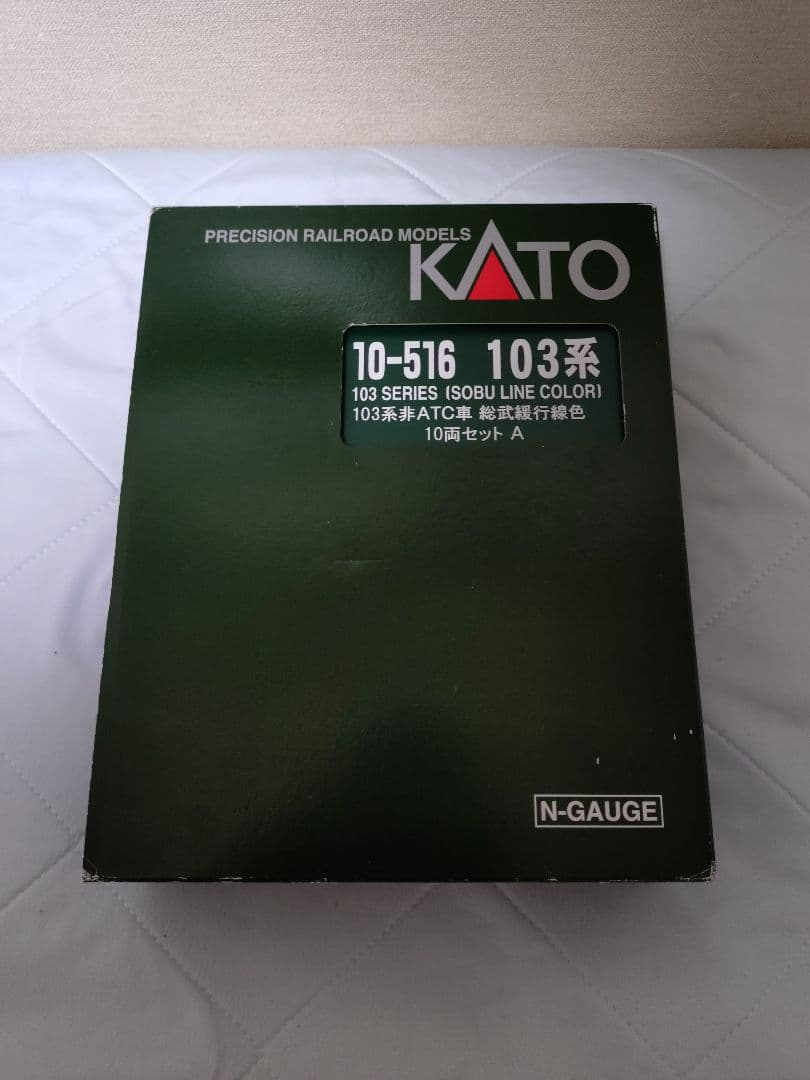 PRECISION RAILROAD MODELS
KATO
10-516 103系
103 SERIES (SOBU LINE COLOR)
103系非ATC車 総武緩行線色
10両セット A
N-GAUGE